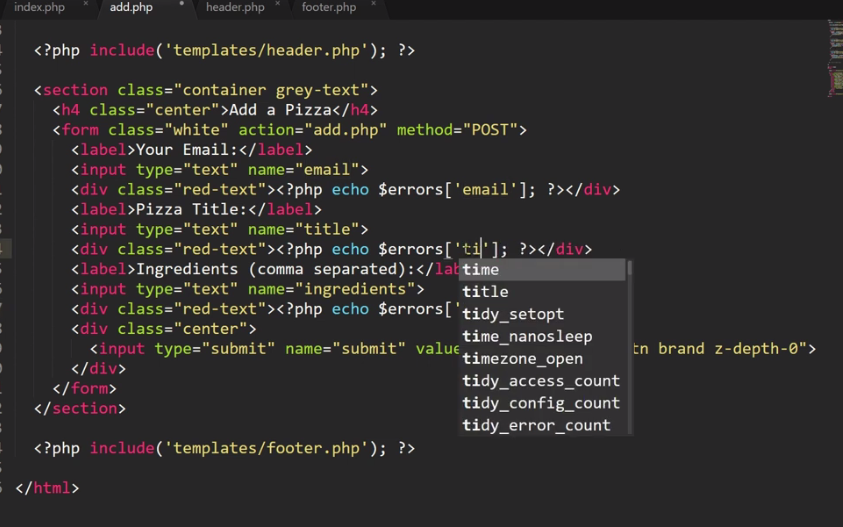 index.php × add.php header.php × footer.php ×
<?php include('templates/header.php'); ?>
<section class="container grey-text">
<h4 class="center">Add a Pizza</h4>
<form class="white" action="add.php" method="POST">
<label>Your Email:</label>
<input type="text" name="email">
<div class="red-text"><?php echo $errors['email']; ?></div>
<label>Pizza Title:</label>
<input type="text" name="title">
<div class="red-text"><?php echo $errors['ti']; ?></div>
<label>Ingredients (comma separated):</lab
time
<input type="text" name="ingredients">
title
<div class="red-text"><?php echo $errors['
tidy_setopt
<div class="center">
time_nanosleep
<input type="submit" name="submit" value tn brand z-depth-0">
timezone_open
</div>
tidy_access_count
</form>
tidy_config_count
</section>
tidy_error_count
<?php include('templates/footer.php'); ?>
</html>